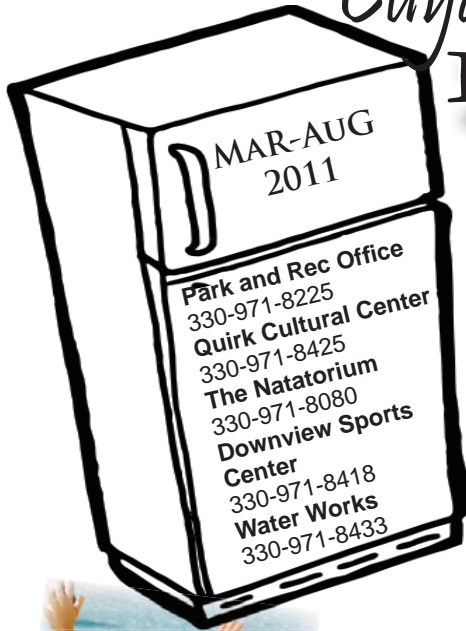 MAR-AUG
2011
Park and Rec Office
330-971-8225
Quirk Cultural Center
330-971-8425
The Natatorium
330-971-8080
Downview Sports
Center
330-971-8418
Water Works
330-971-8433